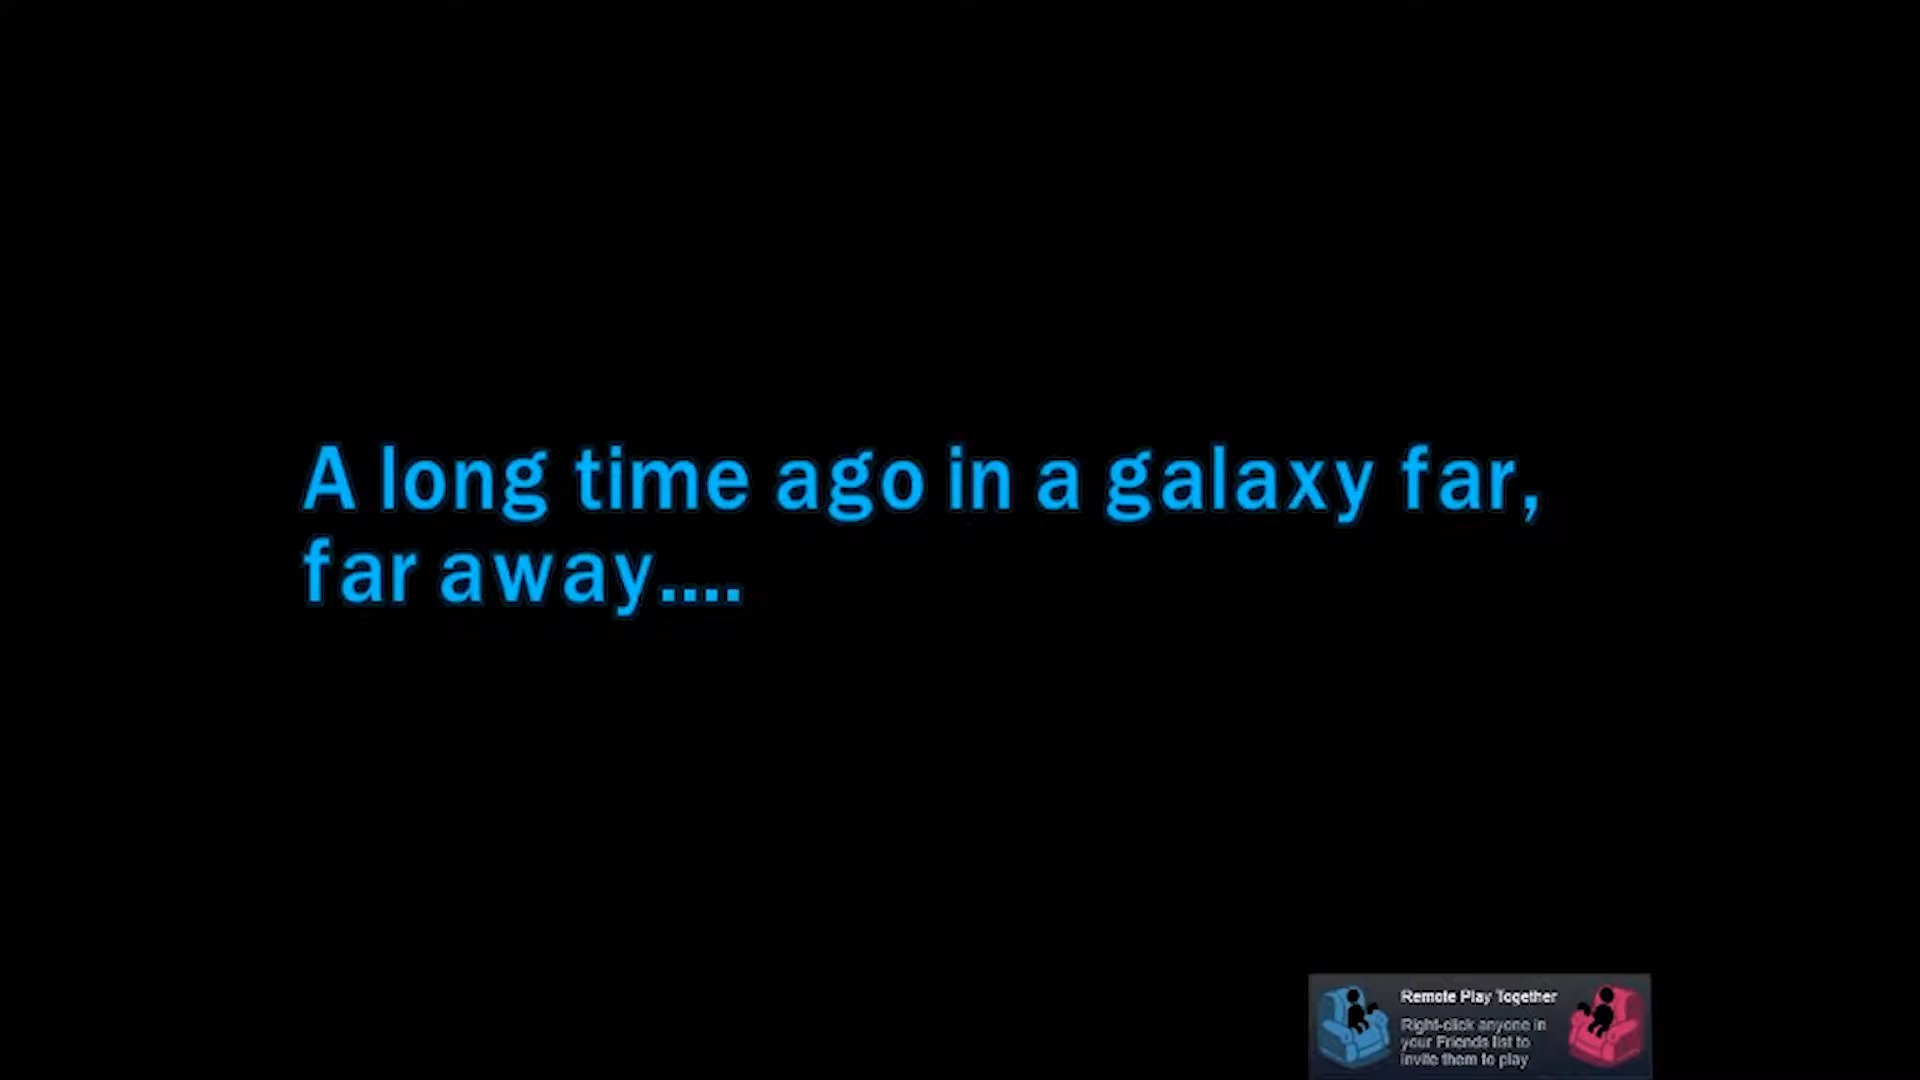 A long time ago in a galaxy far,
far away....
Remote Play Together
Right-click anyone in
your Friends list to
invite them to play